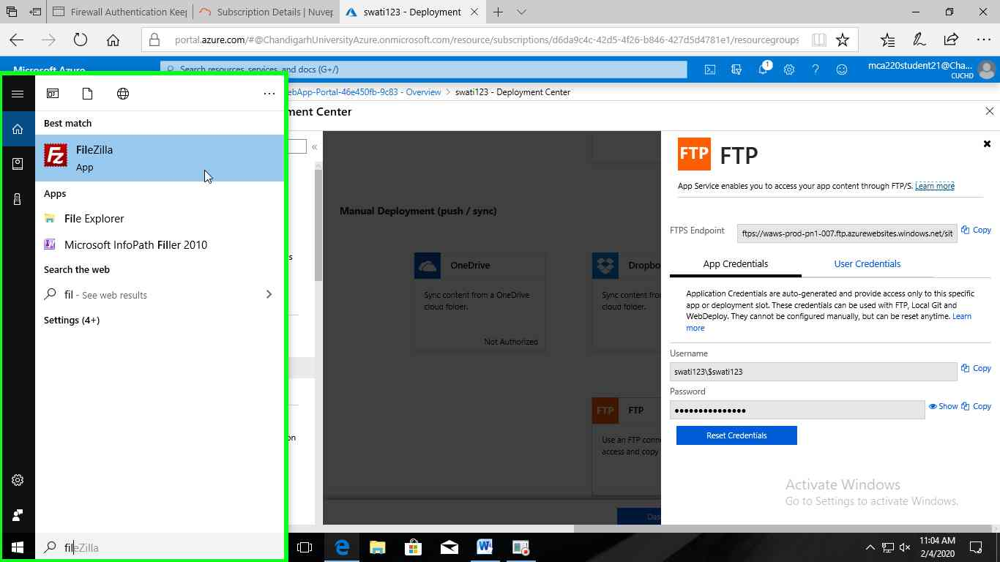 Firewall Authentication Keep
Subscription Details | Nuvep
swati123 - Deployment
portal.azure.com/#@ChandigarhUniversityAzure.onmicrosoft.com/resource/subscriptions/d6da9c4c-42d5-4f26-b846-427d5d4781e1/resourcegroups
Microsoft Azure
Search resources, services, and docs (G+/)
1
mca220student21@Cha...
CUCHD
ebApp-Portal-46e450fb-9c83 - Overview > swati123 - Deployment Center
ment Center
Best match
FileZilla
App
Apps
File Explorer
Microsoft InfoPath Filler 2010
Search the web
fil - See web results
Settings (4+)
fileZilla
s
on
Manual Deployment (push / sync)
OneDrive
Sync content from a OneDrive
cloud folder.
Not Authorized
Dropbo
Sync content from
cloud folder.
FTP
FTP
Use an FTP conne
access and copy
Das
FTP
FTP
App Service enables you to access your app content through FTP/S. Learn more
FTPS Endpoint
ftps://waws-prod-pn1-007.ftp.azurewebsites.windows.net/sit
Copy
App Credentials
User Credentials
Application Credentials are auto-generated and provide access only to this specific
app or deployment slot. These credentials can be used with FTP, Local Git and
WebDeploy. They cannot be configured manually, but can be reset anytime. Learn
more
Username
swati123\$swati123
Copy
Password
•••••••••••••••
Show
Copy
Reset Credentials
Activate Windows
Go to Settings to activate Windows.
11:04 AM
2/4/2020